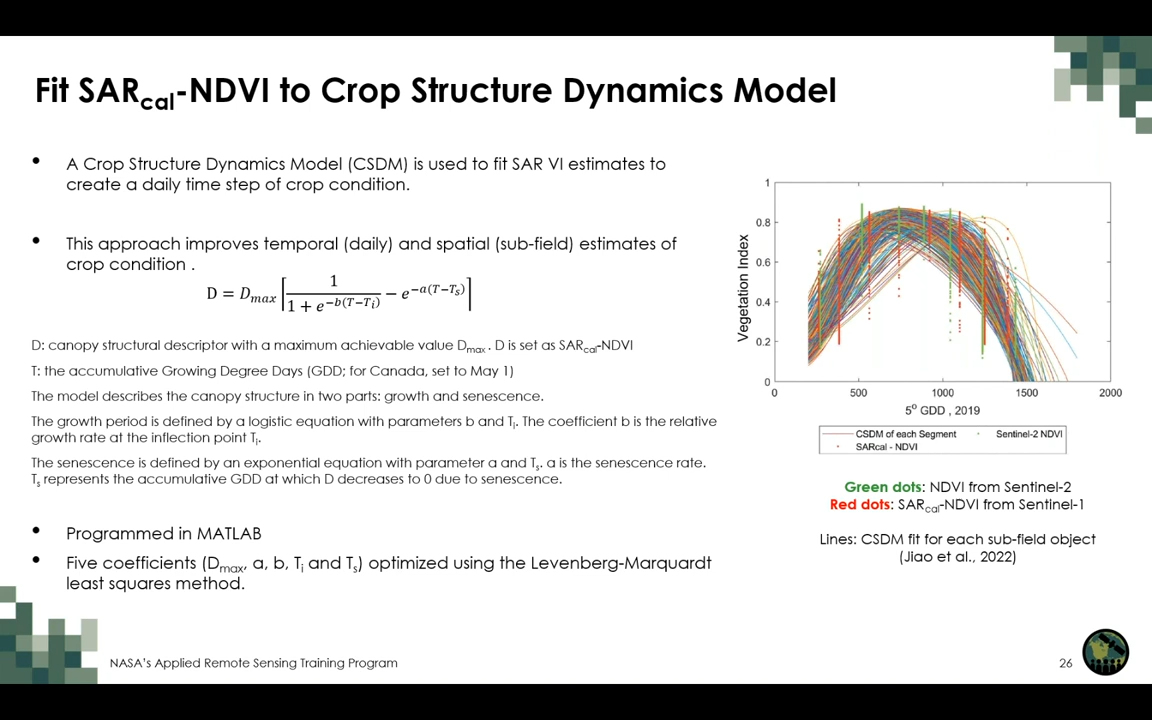 Fit SARcal-NDVI to Crop Structure Dynamics Model
• A Crop Structure Dynamics Model (CSDM) is used to fit SAR VI estimates to
create a daily time step of crop condition.
• This approach improves temporal (daily) and spatial (sub-field) estimates of
crop condition .
D = D_max [1 / (1 + e^{−b(T−T_i)}) − e^{−a(T−T_s)}]
D: canopy structural descriptor with a maximum achievable value Dmax . D is set as SARcal-NDVI
T: the accumulative Growing Degree Days (GDD; for Canada, set to May 1)
The model describes the canopy structure in two parts: growth and senescence.
The growth period is defined by a logistic equation with parameters b and Ti. The coefficient b is the relative
growth rate at the inflection point Ti.
The senescence is defined by an exponential equation with parameter a and Ts. a is the senescence rate.
Ts represents the accumulative GDD at which D decreases to 0 due to senescence.
• Programmed in MATLAB
• Five coefficients (Dmax, a, b, Ti and Ts) optimized using the Levenberg-Marquardt
least squares method.
Vegetation Index
1
0.8
0.6
0.4
0.2
0
0 500 1000 1500 2000
5° GDD , 2019
CSDM of each Segment Sentinel-2 NDVI
SARcal - NDVI
Green dots: NDVI from Sentinel-2
Red dots: SARcal-NDVI from Sentinel-1
Lines: CSDM fit for each sub-field object
(Jiao et al., 2022)
NASA's Applied Remote Sensing Training Program
26